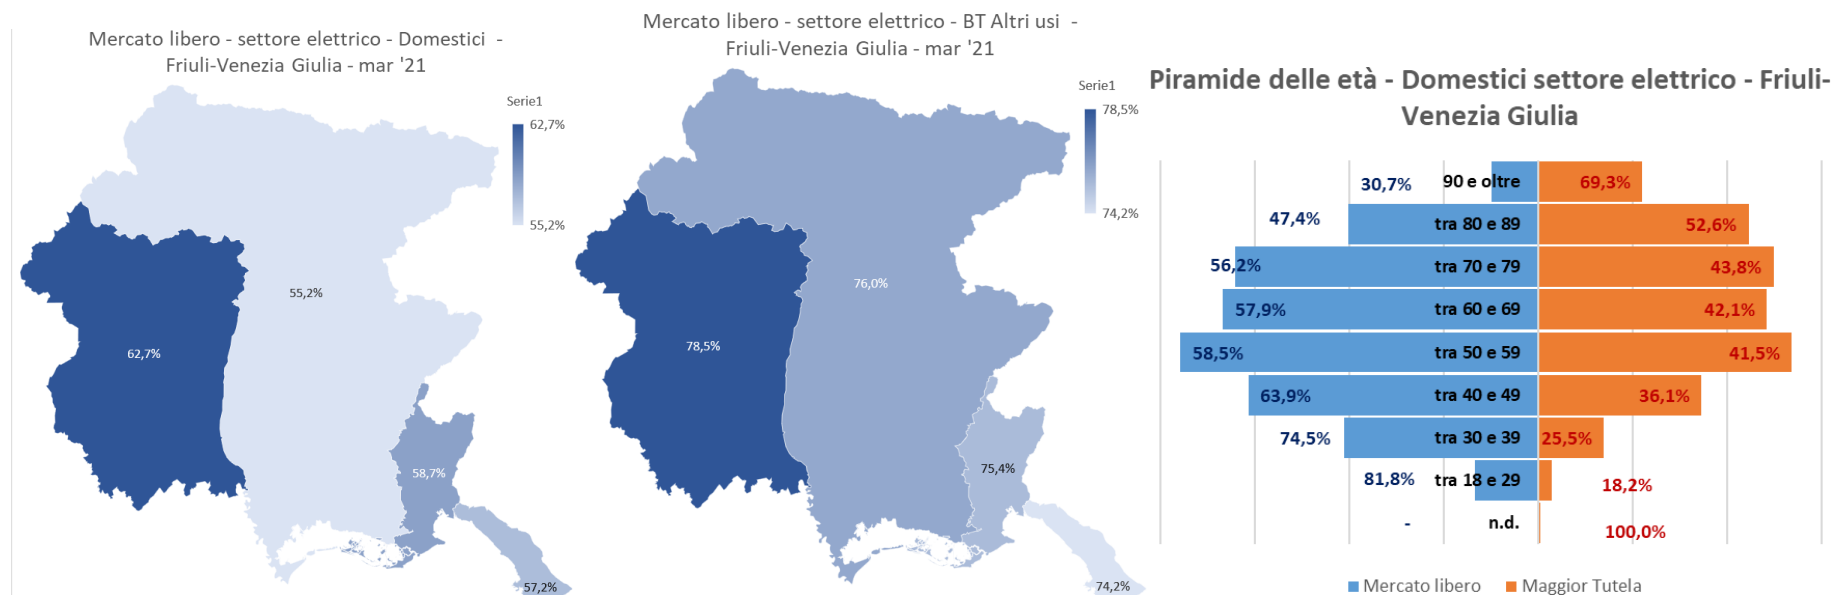 Mercato libero - settore elettrico - Domestici -
Friuli-Venezia Giulia - mar '21
Serie1
62,7%
55,2%
55,2%
62,7%
58,7%
57,2%
Mercato libero - settore elettrico - BT Altri usi -
Friuli-Venezia Giulia - mar '21
Serie1
78,5%
74,2%
76,0%
78,5%
75,4%
74,2%
Piramide delle età - Domestici settore elettrico - Friuli-
Venezia Giulia
30,7% 90 e oltre 69,3%
47,4% tra 80 e 89 52,6%
56,2% tra 70 e 79 43,8%
57,9% tra 60 e 69 42,1%
58,5% tra 50 e 59 41,5%
63,9% tra 40 e 49 36,1%
74,5% tra 30 e 39 25,5%
81,8% tra 18 e 29 18,2%
- n.d. 100,0%
Mercato libero Maggior Tutela